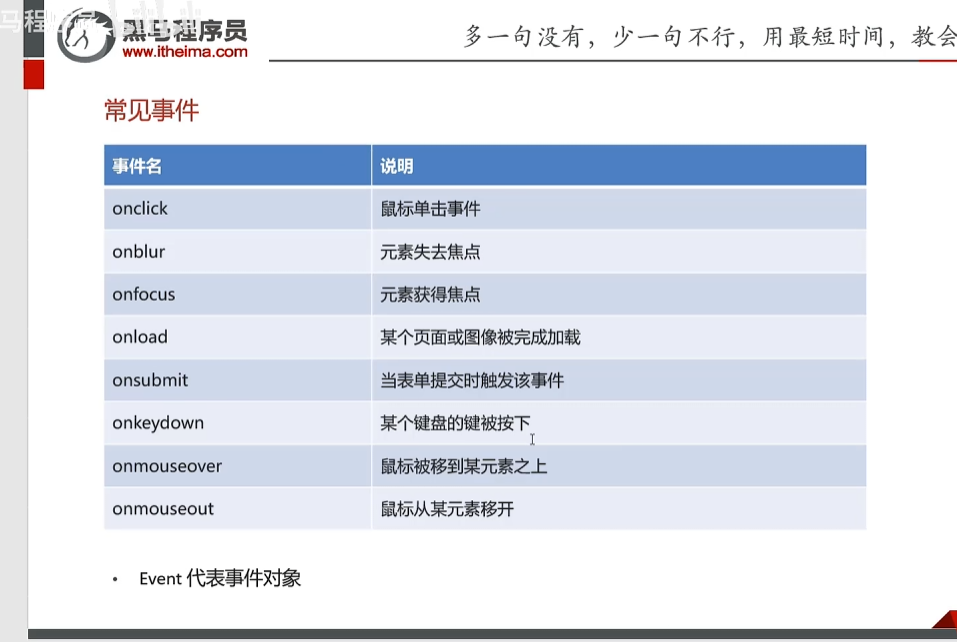 黑马程序员
www.itheima.com
多一句没有，少一句不行，用最短时间，教会
常见事件
事件名 说明
onclick 鼠标单击事件
onblur 元素失去焦点
onfocus 元素获得焦点
onload 某个页面或图像被完成加载
onsubmit 当表单提交时触发该事件
onkeydown 某个键盘的键被按下
onmouseover 鼠标被移到某元素之上
onmouseout 鼠标从某元素移开
• Event 代表事件对象